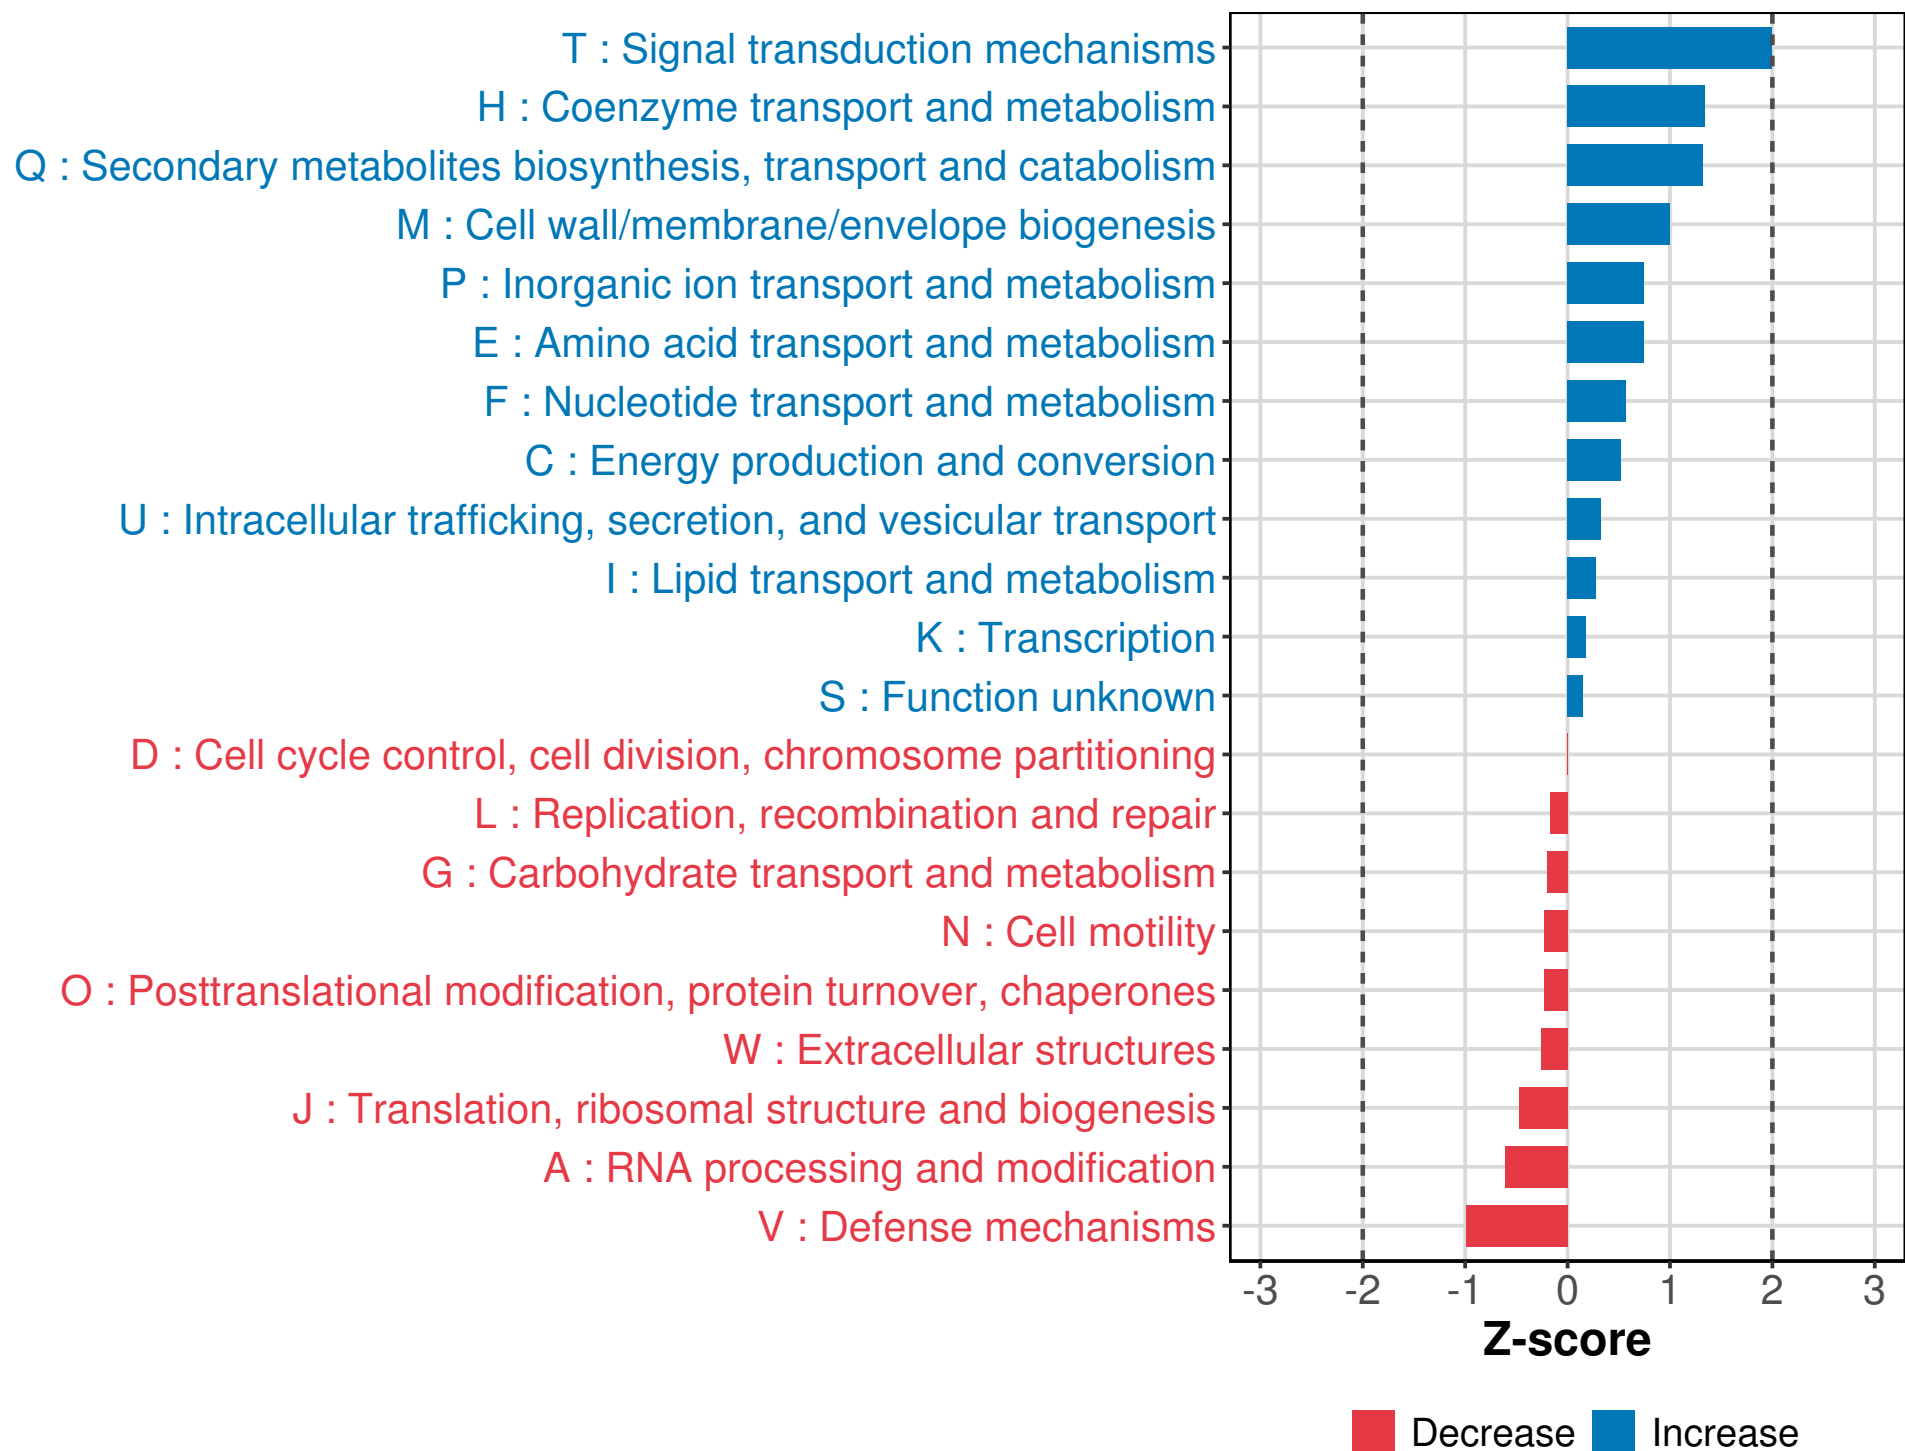 T : Signal transduction mechanisms
H : Coenzyme transport and metabolism
Q : Secondary metabolites biosynthesis, transport and catabolism
M : Cell wall/membrane/envelope biogenesis
P : Inorganic ion transport and metabolism
E : Amino acid transport and metabolism
F : Nucleotide transport and metabolism
C : Energy production and conversion
U : Intracellular trafficking, secretion, and vesicular transport
I : Lipid transport and metabolism
K : Transcription
S : Function unknown
D : Cell cycle control, cell division, chromosome partitioning
L : Replication, recombination and repair
G : Carbohydrate transport and metabolism
N : Cell motility
O : Posttranslational modification, protein turnover, chaperones
W : Extracellular structures
J : Translation, ribosomal structure and biogenesis
A : RNA processing and modification
V : Defense mechanisms
-3 -2 -1 0 1 2 3
Z-score
Decrease Increase